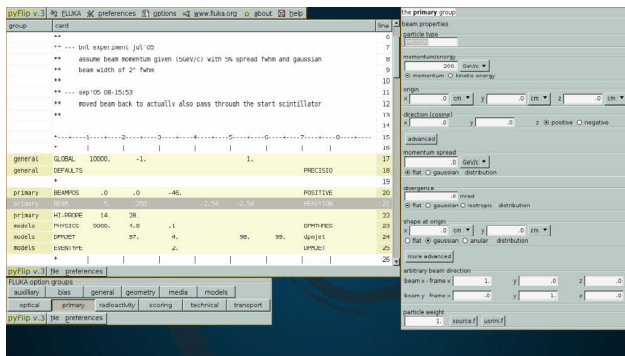 pyFlip v.3 FLUKA preferences options www.fluka.org about help
group card line
** 6
** --- bnl experiment jul'05 7
** assume beam momentum given (5GeV/c) with 5% spread fwhm and gaussian 8
** beam width of 2" fwhm 9
** 10
** --- sep'05 08-15:53 11
** moved beam back to actually also pass through the start scintillator 12
** 13
14
*...+....1....+....2....+....3....+....4....+....5....+....6....+....7....+....8....+.... 15
* | | | | | | | | 16
general GLOBAL 10000. -1. 1. 17
general DEFAULTS PRECISIO 18
* 19
primary BEAMPOS .0 .0 -46. POSITIVE 20
primary BEAM 5. .255 -2.54 -2.54 HEAVYION 21
primary HI-PROPE 14. 28. 22
models PHYSICS 9000. 4.0 .1 DPMTHRES 23
models DPMJET 97. 4. 98. 99. dpmjet 24
models EVENTYPE 2. DPMJET 25
* | | | | | | | 26
pyFlip v.3 file preferences
FLUKA option groups
auxilliary bias general geometry media models
optical primary radioactivity scoring technical transport
pyFlip v.3 file preferences
the primary group
beam properties
particle type
momentum/energy
200. GeV/c
momentum kinetic energy
origin
x .0 cm y .0 cm z .0 cm
direction (cosine)
x .0 y .0 z positive negative
advanced
momentum spread
.0 GeV/c
flat gaussian distribution
divergence
.0 mrad
flat gaussian isotropic distribution
shape at origin
x .0 cm y .0 cm
flat gaussian anular distribution
more advanced
arbitrary beam direction
beam x - frame x 1. y .0 z .0
beam y - frame x .0 y 1. z .0
particle weight
1. source.f usrini.f